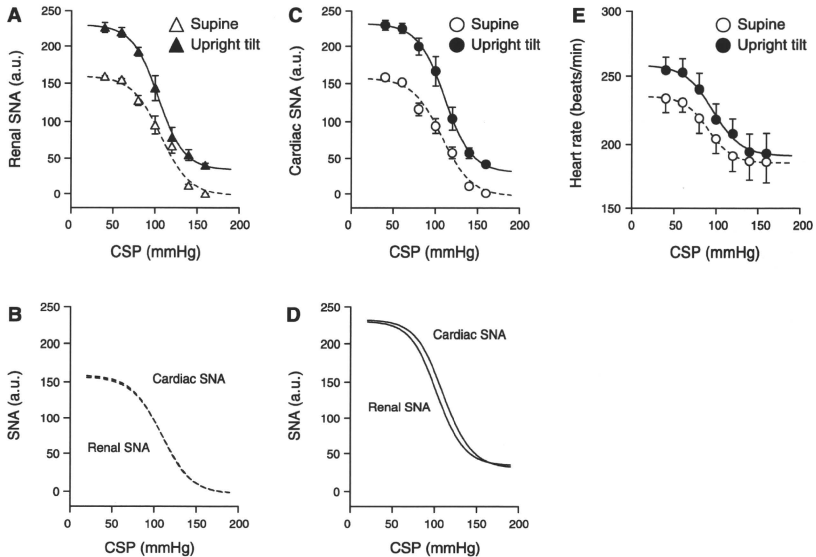 A
Supine
Upright tilt
Renal SNA (a.u.)
250
200
150
100
50
0
0 50 100 150 200
CSP (mmHg)
C
Supine
Upright tilt
Cardiac SNA (a.u.)
250
200
150
100
50
0
0 50 100 150 200
CSP (mmHg)
E
Supine
Upright tilt
Heart rate (beats/min)
300
250
200
150
0 50 100 150 200
CSP (mmHg)
B
SNA (a.u.)
250
200
150
100
50
0
Cardiac SNA
Renal SNA
0 50 100 150 200
CSP (mmHg)
D
SNA (a.u.)
250
200
150
100
50
0
Cardiac SNA
Renal SNA
0 50 100 150 200
CSP (mmHg)